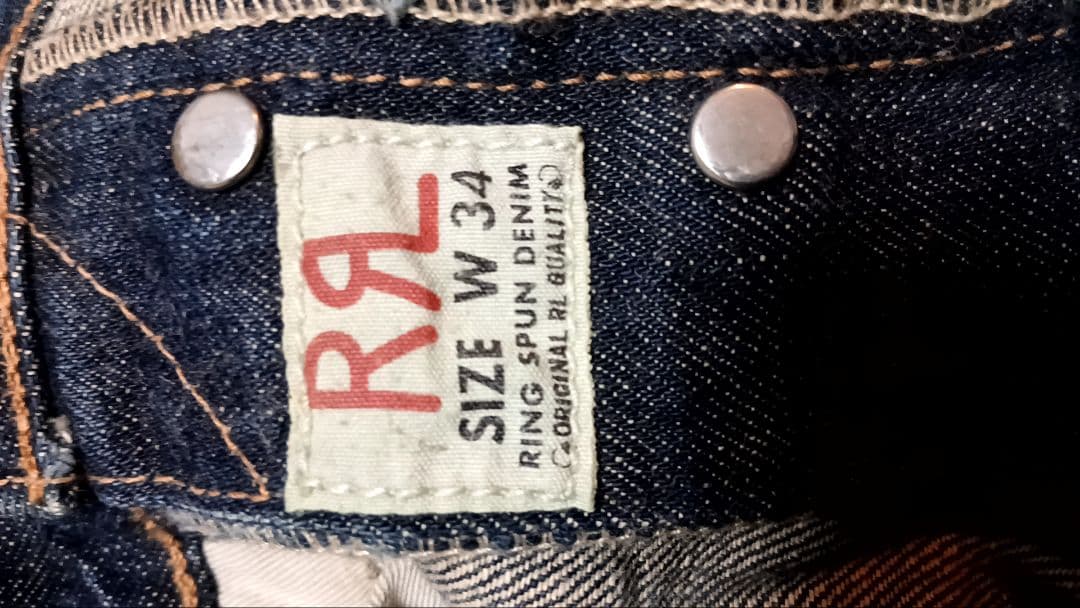 RRL
SIZE W 34
RING SPUN DENIM
ORIGINAL RL QUALITY